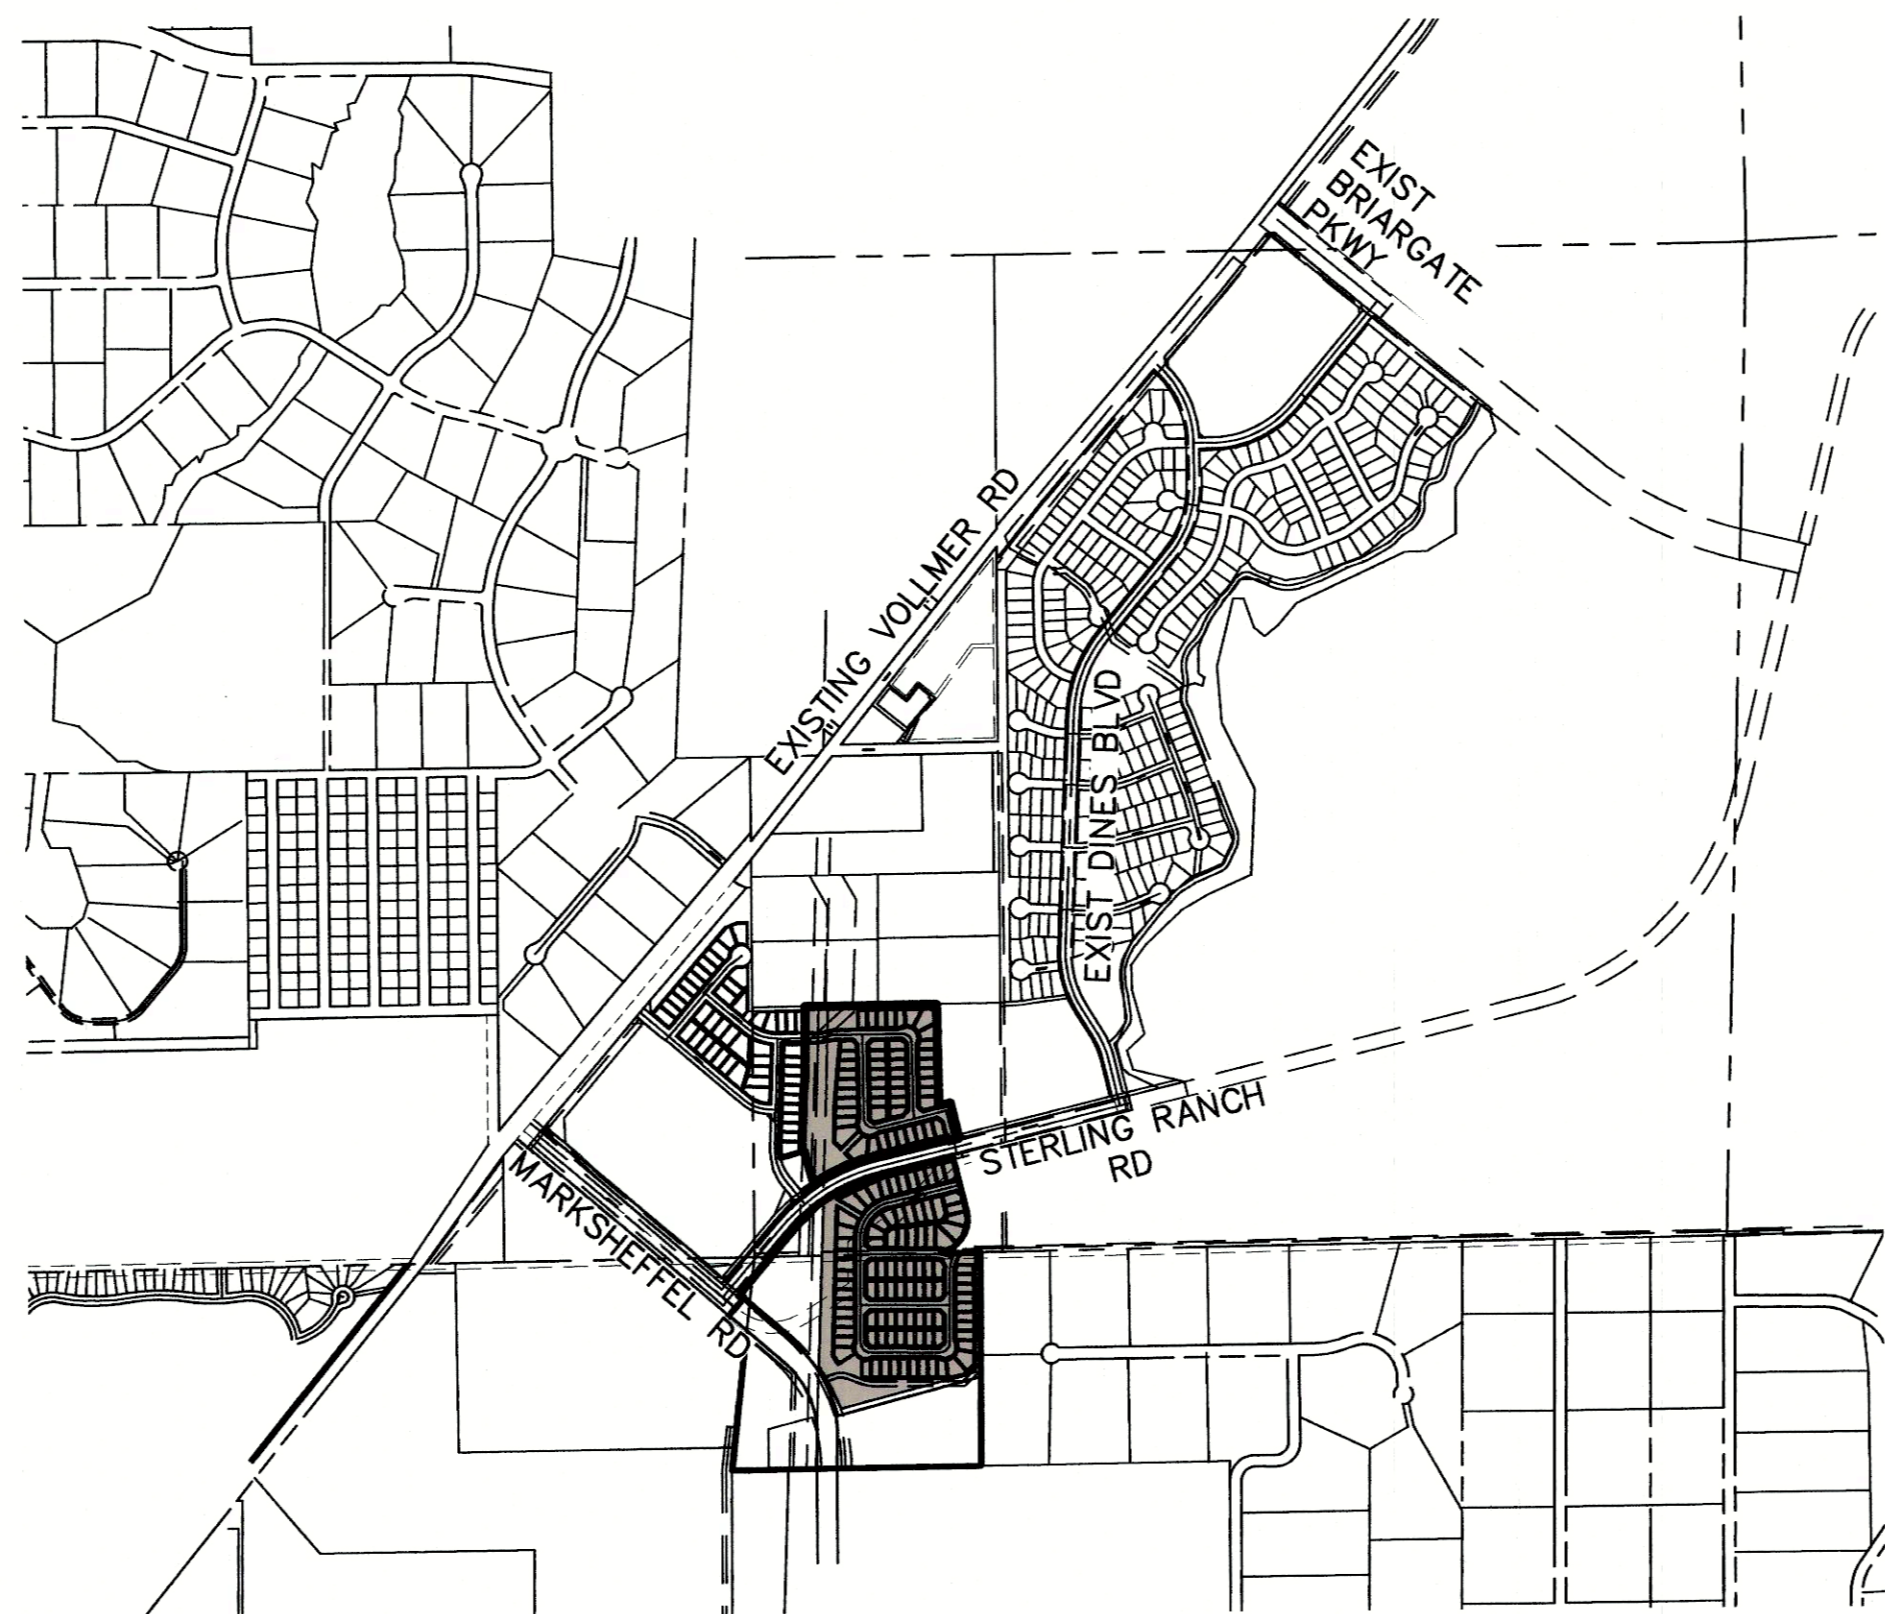 EXIST
BRIARGATE
PKWY
EXISTING VOLLMER RD
EXIST DINES BLVD
STERLING RANCH
RD
MARKSHEFFEL RD